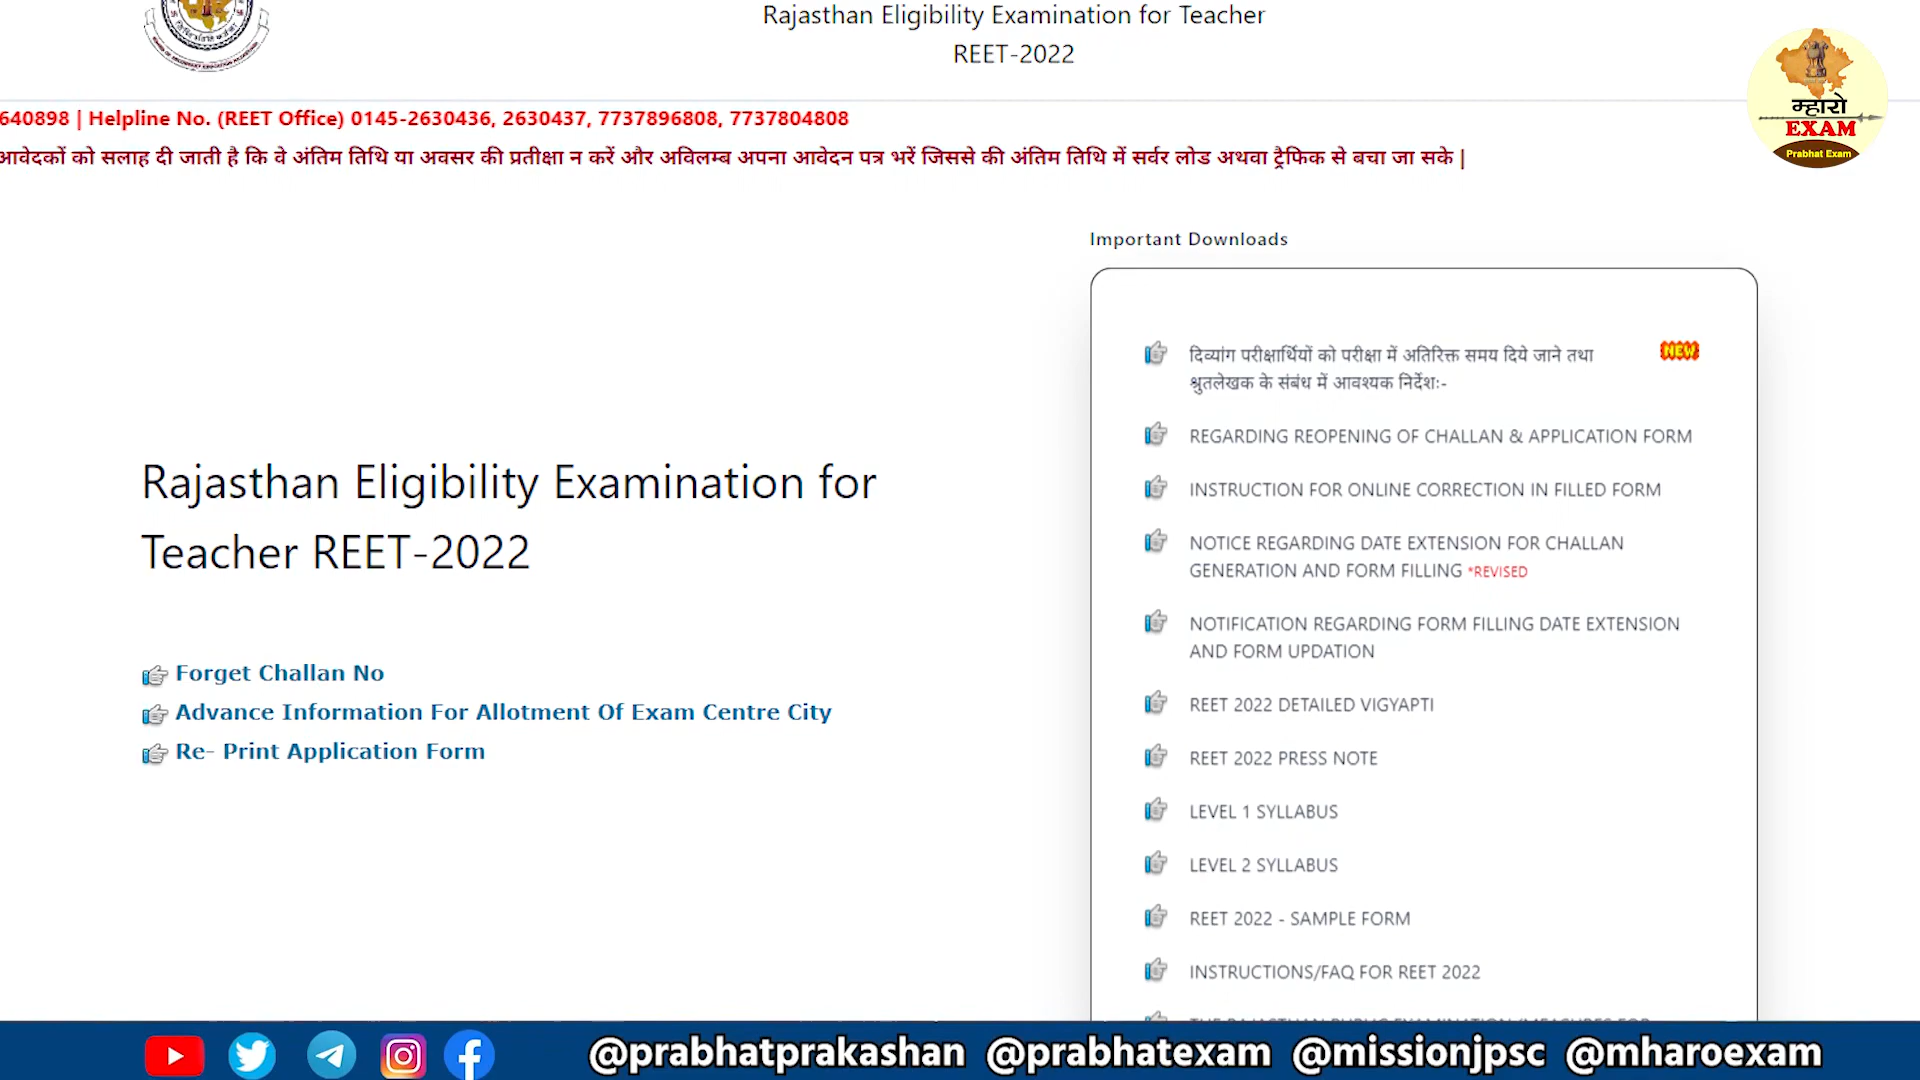 Rajasthan Eligibility Examination for Teacher
REET-2022
640898 | Helpline No. (REET Office) 0145-2630436, 2630437, 7737896808, 7737804808
आवेदकों को सलाह दी जाती है कि वे अंतिम तिथि या अवसर की प्रतीक्षा न करें और अविलम्ब अपना आवेदन पत्र भरें जिससे की अंतिम तिथि में सर्वर लोड अथवा ट्रैफिक से बचा जा सके |
म्हारो
EXAM
Prabhat Exam
Rajasthan Eligibility Examination for
Teacher REET-2022
Forget Challan No
Advance Information For Allotment Of Exam Centre City
Re- Print Application Form
Important Downloads
दिव्यांग परीक्षार्थियों को परीक्षा में अतिरिक्त समय दिये जाने तथा
श्रुतलेखक के संबंध में आवश्यक निर्देशः-
NEW
REGARDING REOPENING OF CHALLAN & APPLICATION FORM
INSTRUCTION FOR ONLINE CORRECTION IN FILLED FORM
NOTICE REGARDING DATE EXTENSION FOR CHALLAN
GENERATION AND FORM FILLING *REVISED
NOTIFICATION REGARDING FORM FILLING DATE EXTENSION
AND FORM UPDATION
REET 2022 DETAILED VIGYAPTI
REET 2022 PRESS NOTE
LEVEL 1 SYLLABUS
LEVEL 2 SYLLABUS
REET 2022 - SAMPLE FORM
INSTRUCTIONS/FAQ FOR REET 2022
THE RAJASTHAN PUBLIC EXAMINATION (MEASURES FOR
@prabhatprakashan @prabhatexam @missionjpsc @mharoexam